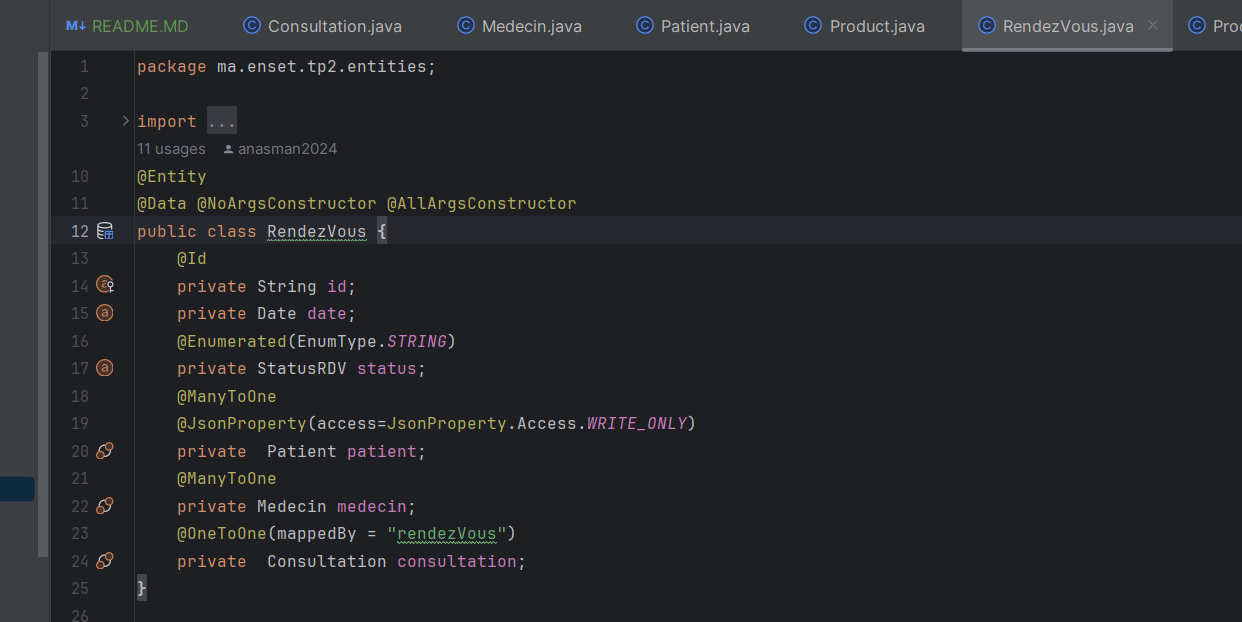 M↓ README.MD Consultation.java Medecin.java Patient.java Product.java RendezVous.java Proc
1 package ma.enset.tp2.entities;
2
3 import ...
11 usages anasman2024
10 @Entity
11 @Data @NoArgsConstructor @AllArgsConstructor
12 public class RendezVous {
13 @Id
14 private String id;
15 private Date date;
16 @Enumerated(EnumType.STRING)
17 private StatusRDV status;
18 @ManyToOne
19 @JsonProperty(access=JsonProperty.Access.WRITE_ONLY)
20 private  Patient patient;
21 @ManyToOne
22 private Medecin medecin;
23 @OneToOne(mappedBy = "rendezVous")
24 private  Consultation consultation;
25 }
26